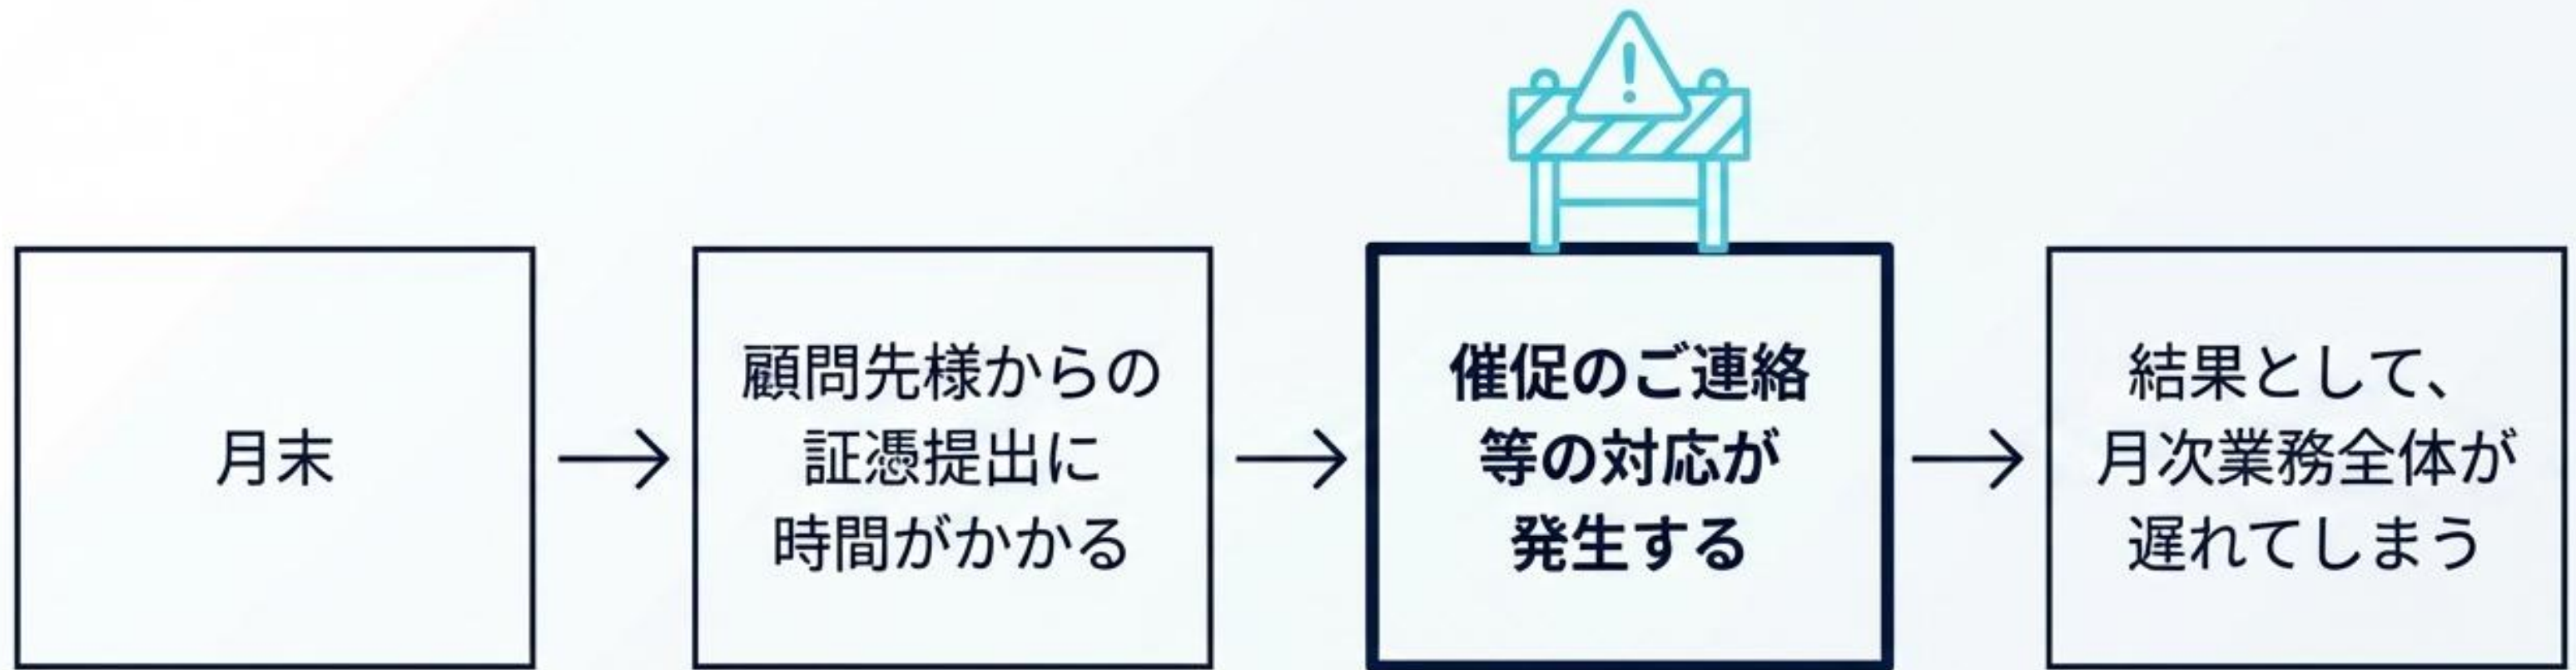 月末
顧問先様からの
証憑提出に
時間がかかる
催促のご連絡
等の対応が
発生する
結果として、
月次業務全体が
遅れてしまう